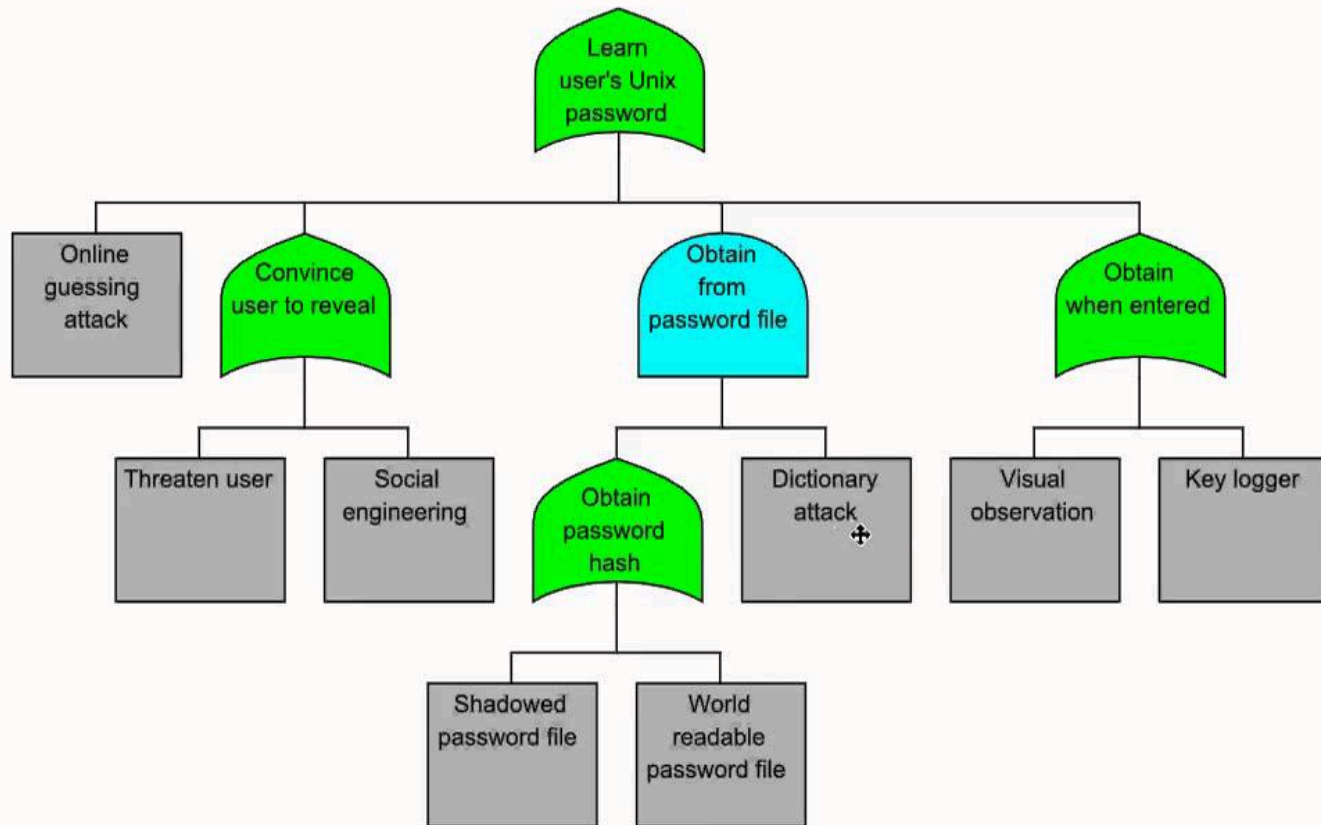 Learn
user's Unix
password
Online
guessing
attack
Convince
user to reveal
Obtain
from
password file
Obtain
when entered
Threaten user
Social
engineering
Obtain
password
hash
Dictionary
attack
Visual
observation
Key logger
Shadowed
password file
World
readable
password file